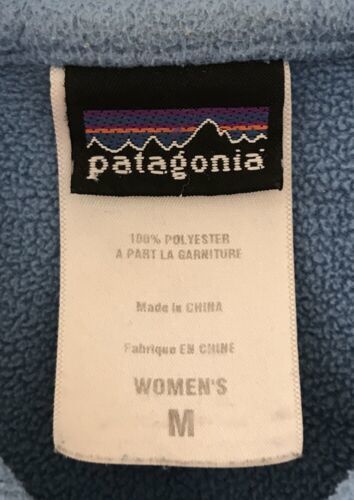 patagonia
100% POLYESTER
A PART LA GARNITURE
Made in CHINA
Fabrique EN CHINE
WOMEN'S
M